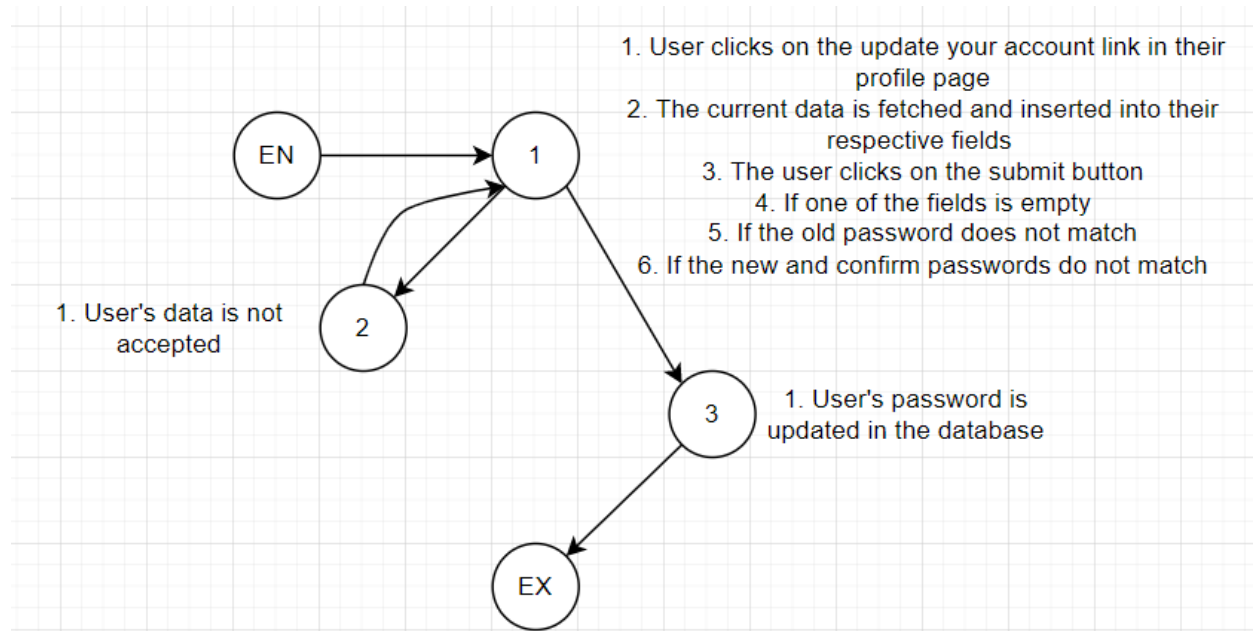 1. User clicks on the update your account link in their
profile page
2. The current data is fetched and inserted into their
respective fields
3. The user clicks on the submit button
4. If one of the fields is empty
5. If the old password does not match
6. If the new and confirm passwords do not match
EN
1
1. User's data is not
accepted
2
3
1. User's password is
updated in the database
EX